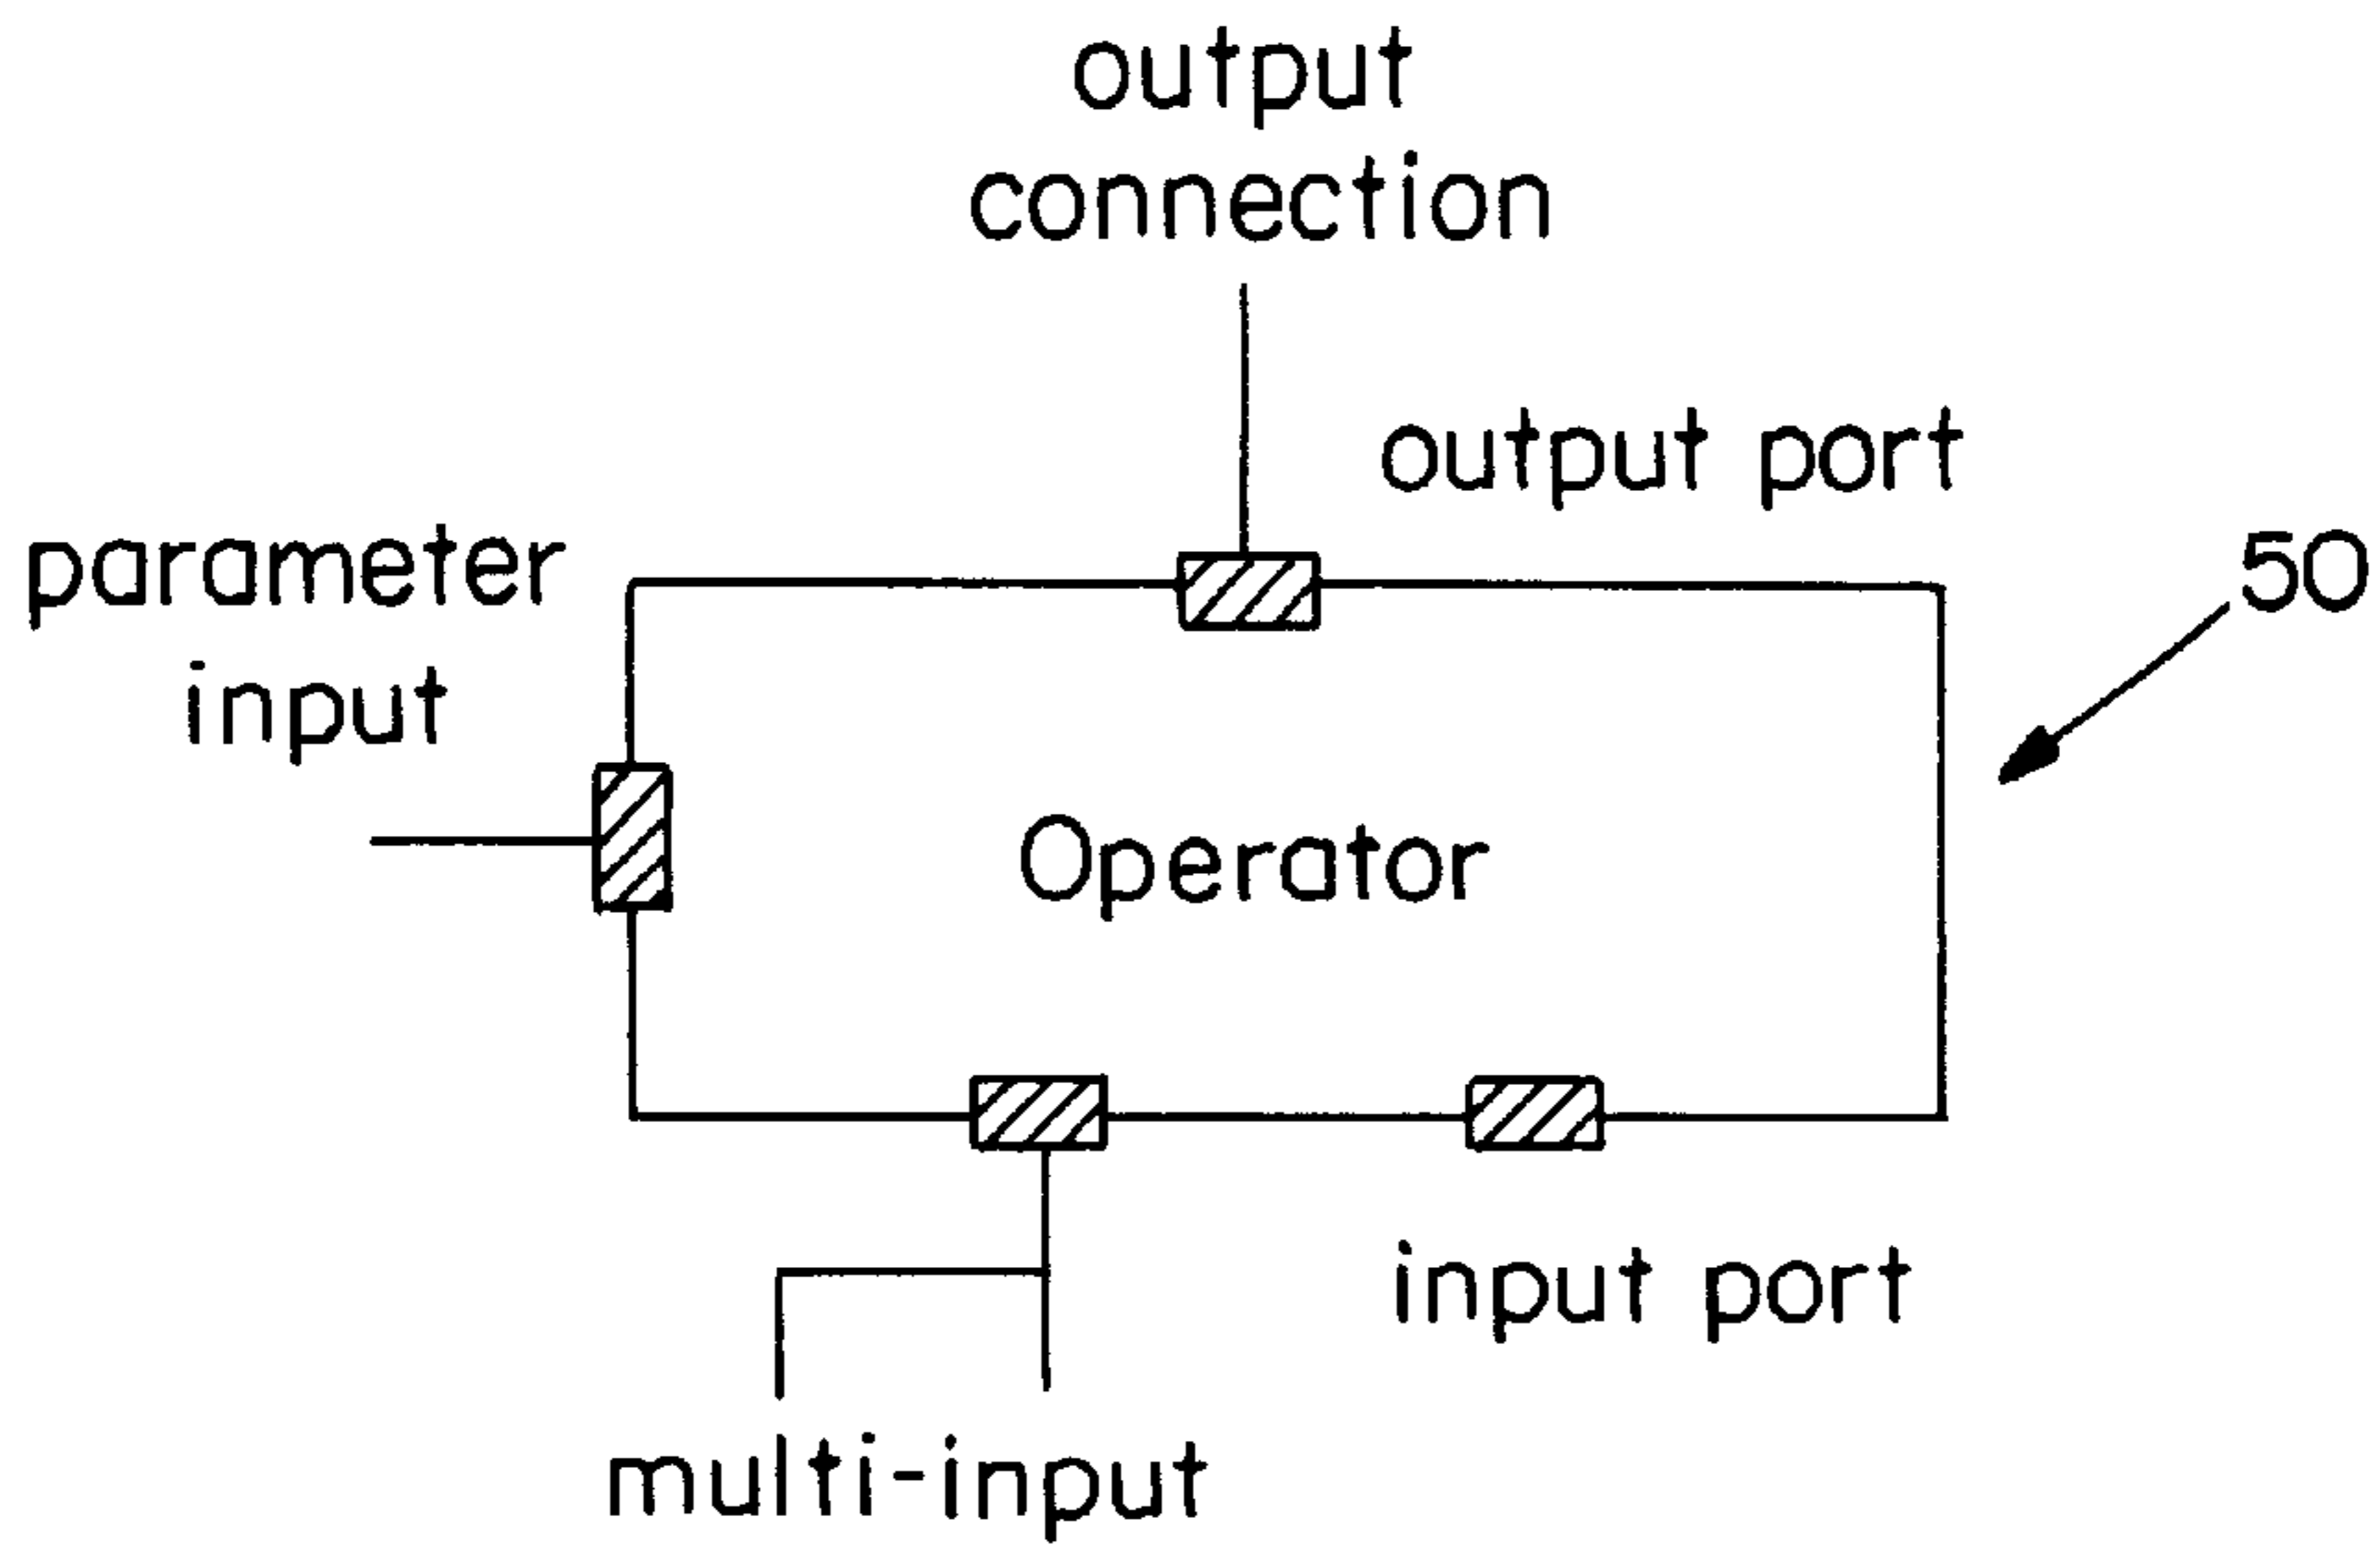 output
connection
output port
parameter
input
50
Operator
input port
multi-input